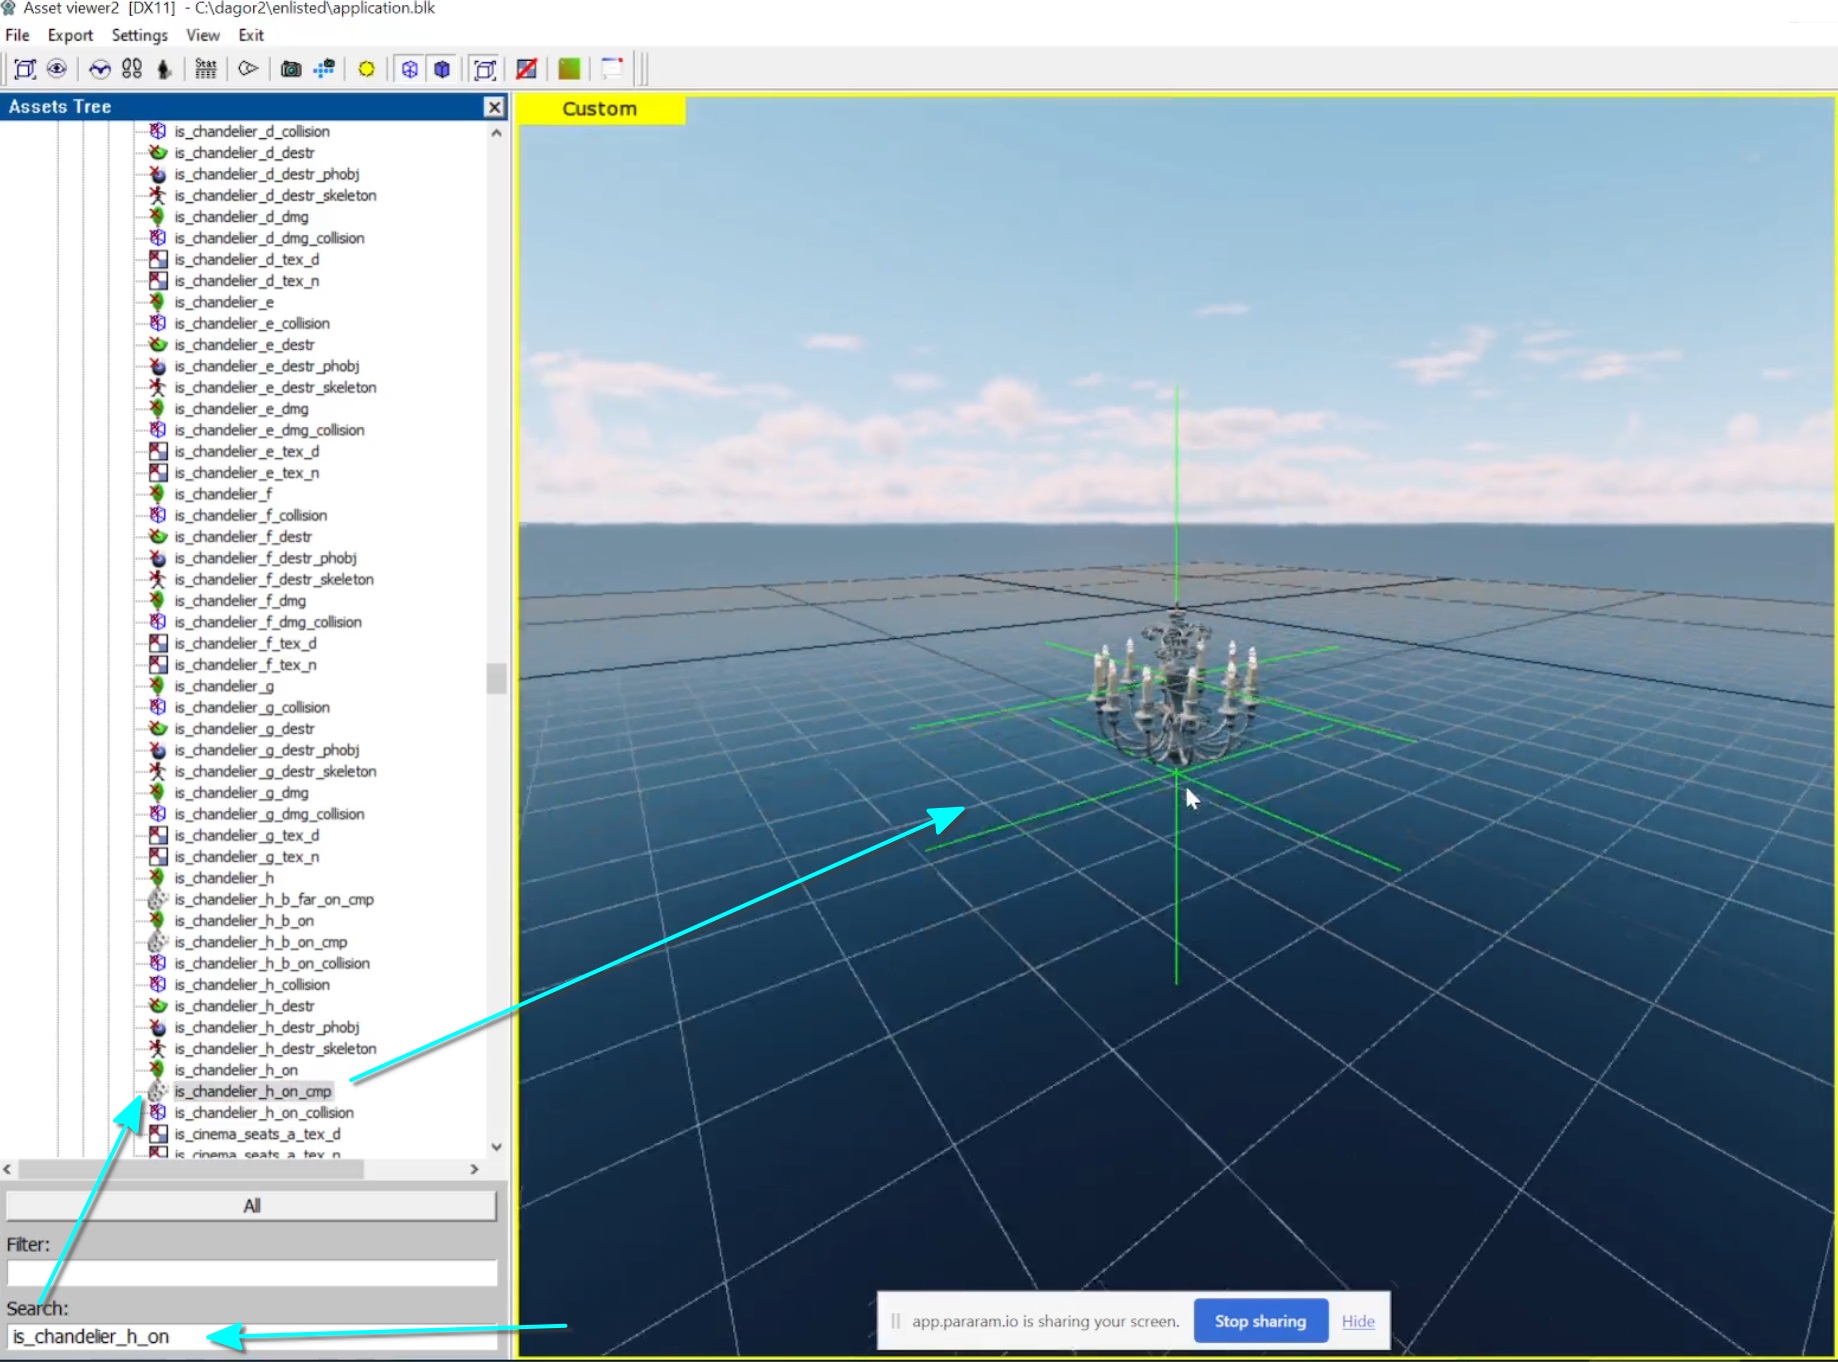 Asset viewer2 [DX11] - C:\dagor2\enlisted\application.blk
File Export Settings View Exit
Stat
Assets Tree
Custom
is_chandelier_d_collision
is_chandelier_d_destr
is_chandelier_d_destr_phobj
is_chandelier_d_destr_skeleton
is_chandelier_d_dmg
is_chandelier_d_dmg_collision
is_chandelier_d_tex_d
is_chandelier_d_tex_n
is_chandelier_e
is_chandelier_e_collision
is_chandelier_e_destr
is_chandelier_e_destr_phobj
is_chandelier_e_destr_skeleton
is_chandelier_e_dmg
is_chandelier_e_dmg_collision
is_chandelier_e_tex_d
is_chandelier_e_tex_n
is_chandelier_f
is_chandelier_f_collision
is_chandelier_f_destr
is_chandelier_f_destr_phobj
is_chandelier_f_destr_skeleton
is_chandelier_f_dmg
is_chandelier_f_dmg_collision
is_chandelier_f_tex_d
is_chandelier_f_tex_n
is_chandelier_g
is_chandelier_g_collision
is_chandelier_g_destr
is_chandelier_g_destr_phobj
is_chandelier_g_destr_skeleton
is_chandelier_g_dmg
is_chandelier_g_dmg_collision
is_chandelier_g_tex_d
is_chandelier_g_tex_n
is_chandelier_h
is_chandelier_h_b_far_on_cmp
is_chandelier_h_b_on
is_chandelier_h_b_on_cmp
is_chandelier_h_b_on_collision
is_chandelier_h_collision
is_chandelier_h_destr
is_chandelier_h_destr_phobj
is_chandelier_h_destr_skeleton
is_chandelier_h_on
is_chandelier_h_on_cmp
is_chandelier_h_on_collision
is_cinema_seats_a_tex_d
is_cinema_seats_a_tex_n
All
Filter:
Search:
is_chandelier_h_on
app.pararam.io is sharing your screen. Stop sharing Hide